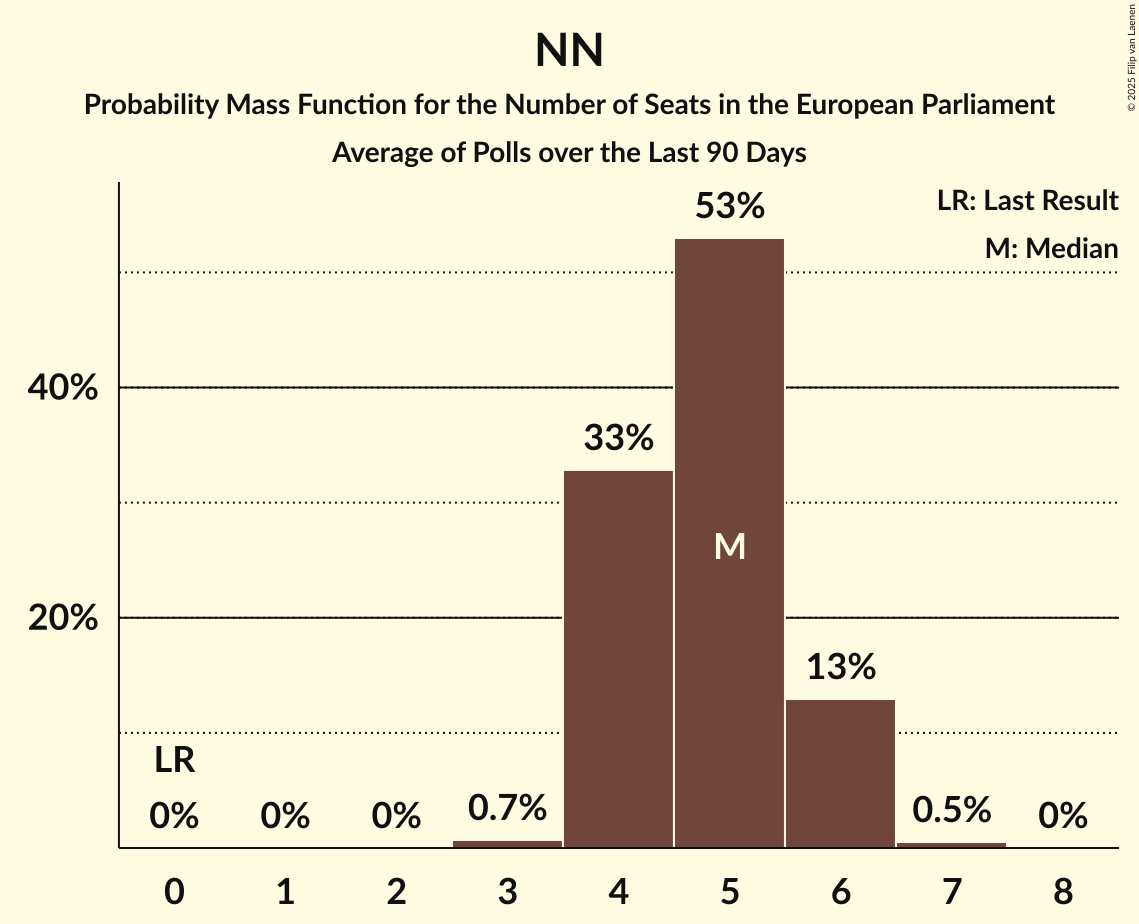 NN
Probability Mass Function for the Number of Seats in the European Parliament
Average of Polls over the Last 90 Days
© 2025 Filip van Laenen
LR: Last Result
M: Median
53%
40%
33%
M
20%
13%
LR
0%
0%
0%
0.7%
0.5%
0%
0 1 2 3 4 5 6 7 8